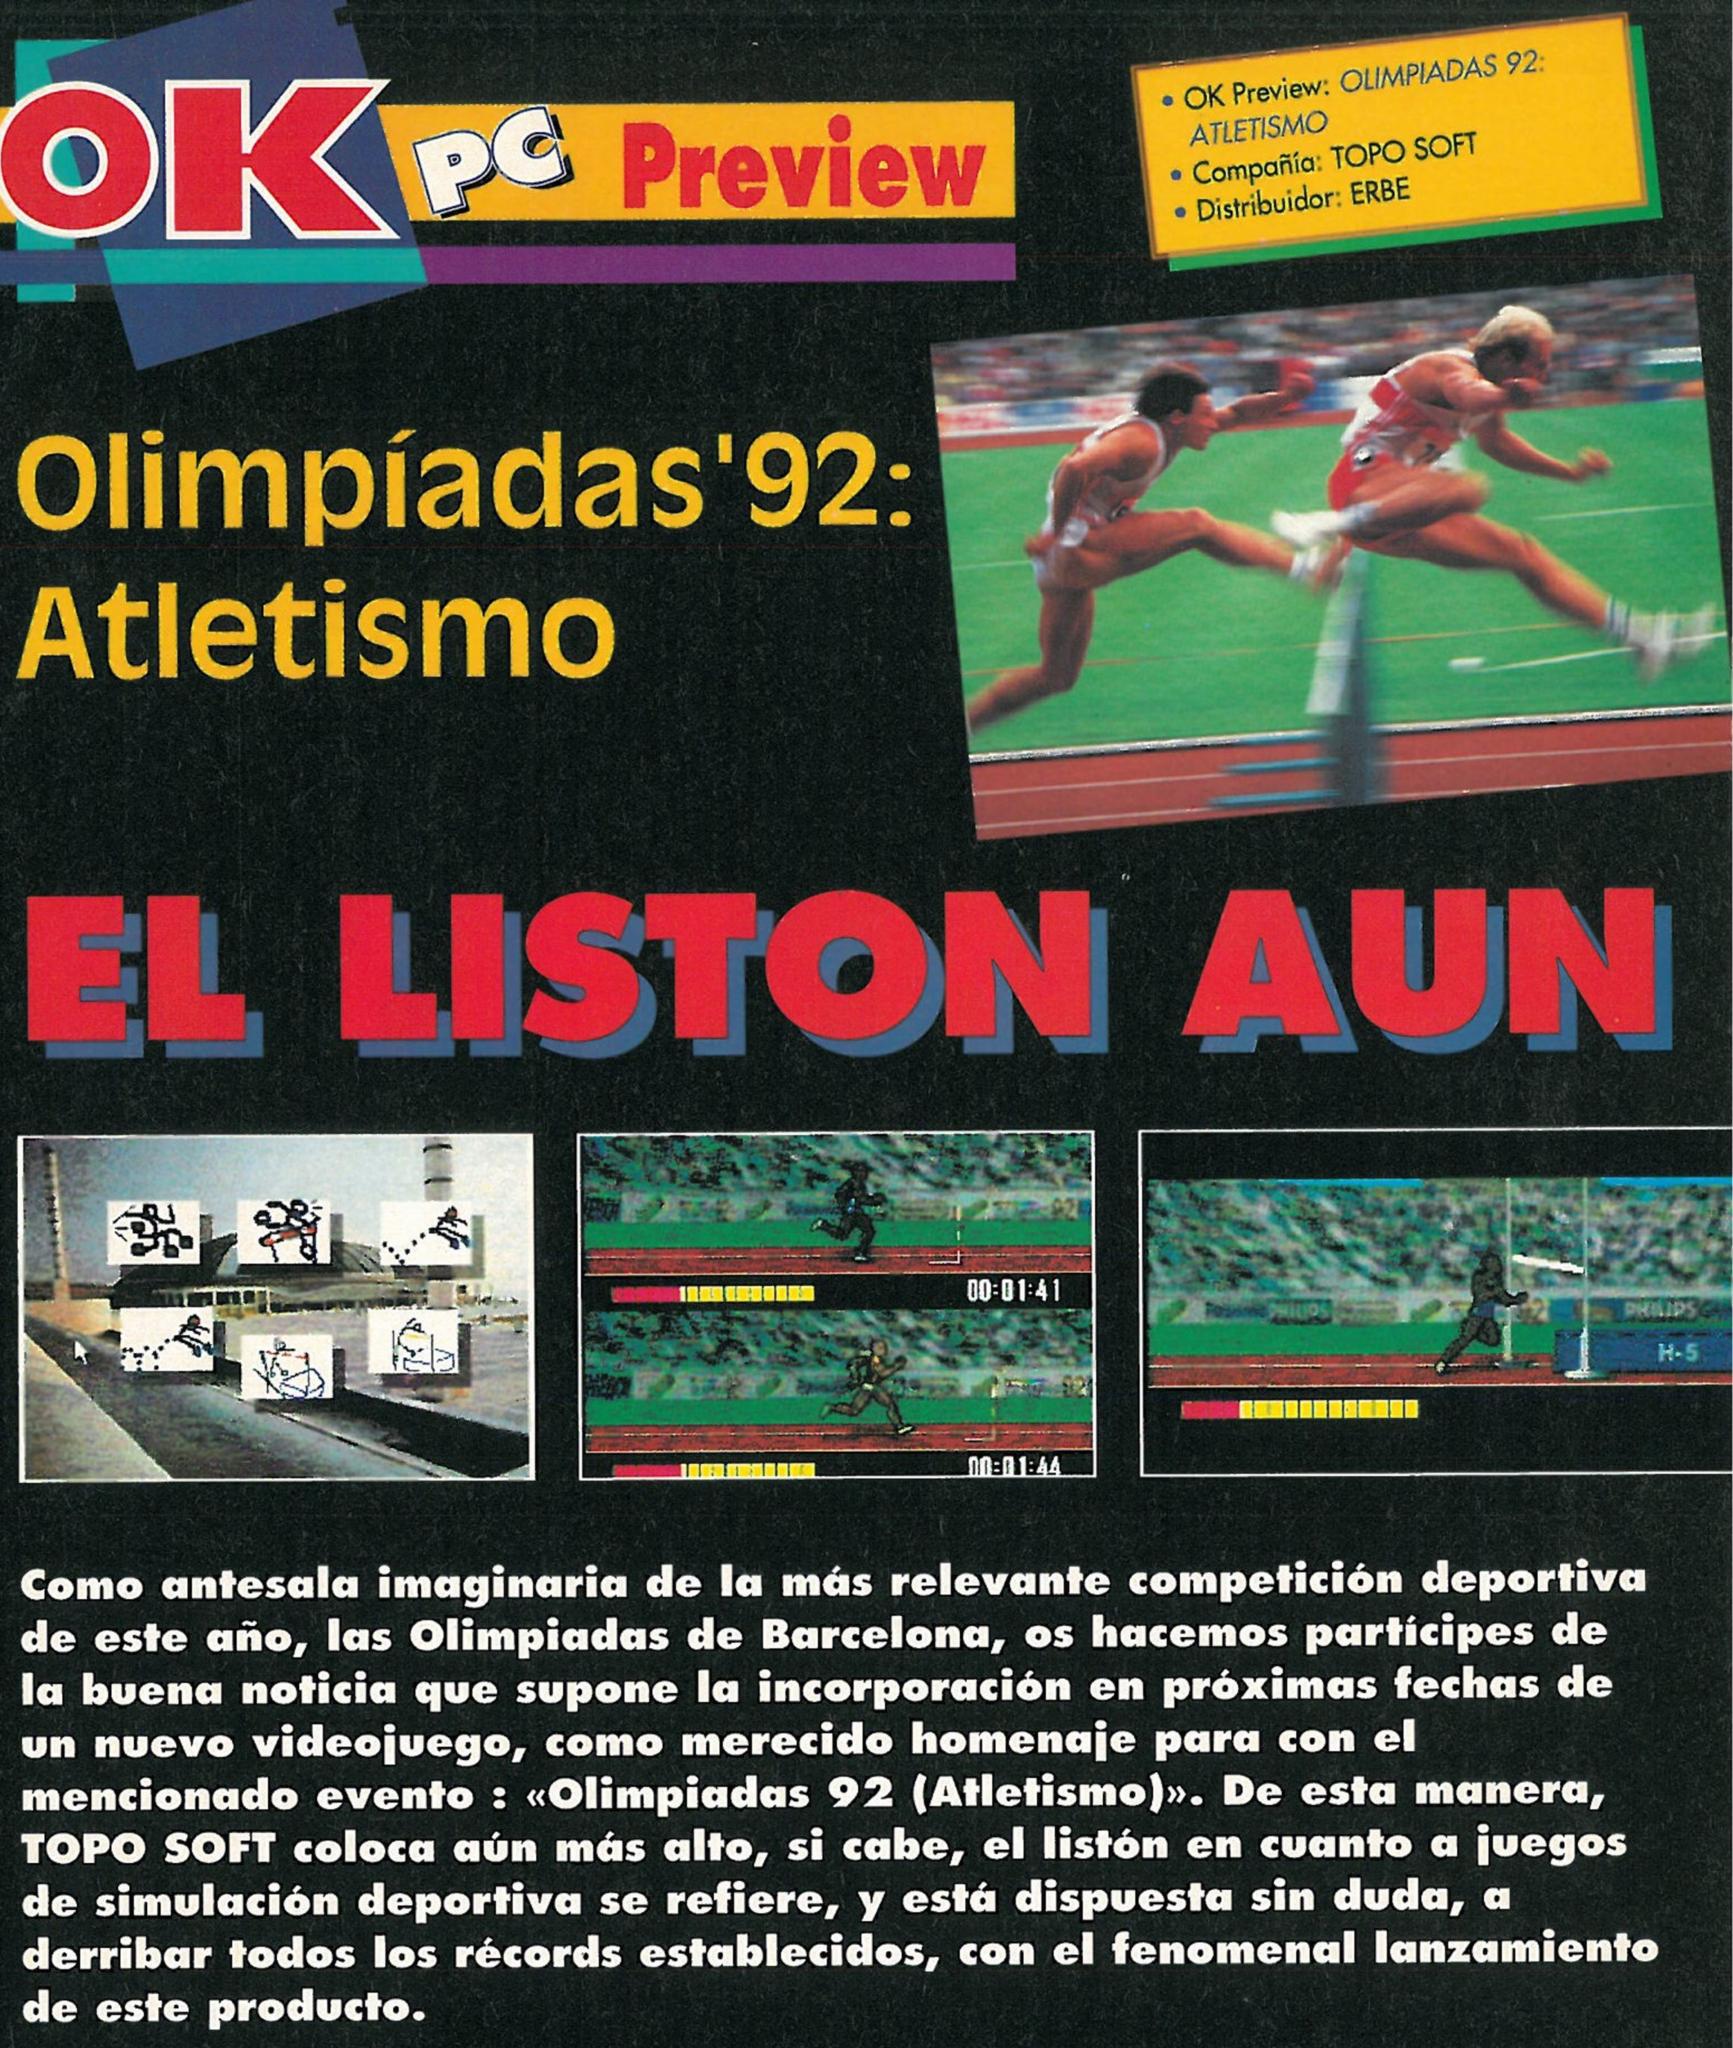 OK PC Preview
• OK Preview: OLIMPIADAS 92:
ATLETISMO
• Compañía: TOPO SOFT
• Distribuidor: ERBE
Olimpíadas'92:
Atletismo
EL LISTON AUN
00:01:41
00:01:44
PHILIPS
PHILIPS
H-5
Como antesala imaginaria de la más relevante competición deportiva
de este año, las Olimpiadas de Barcelona, os hacemos partícipes de
la buena noticia que supone la incorporación en próximas fechas de
un nuevo videojuego, como merecido homenaje para con el
mencionado evento : «Olimpiadas 92 (Atletismo)». De esta manera,
TOPO SOFT coloca aún más alto, si cabe, el listón en cuanto a juegos
de simulación deportiva se refiere, y está dispuesta sin duda, a
derribar todos los récords establecidos, con el fenomenal lanzamiento
de este producto.